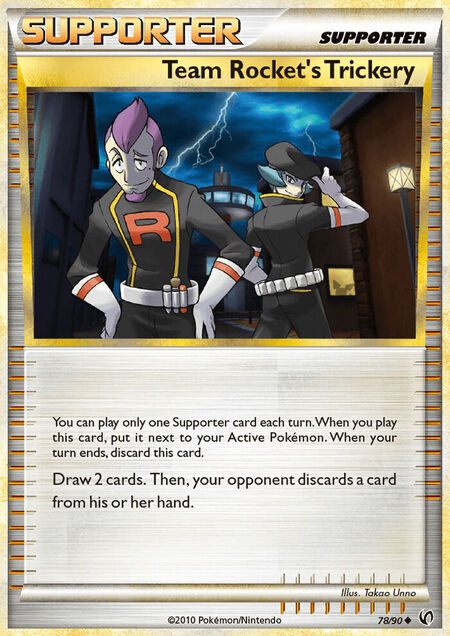 SUPPORTER
SUPPORTER
Team Rocket's Trickery
R
You can play only one Supporter card each turn. When you play
this card, put it next to your Active Pokémon. When your
turn ends, discard this card.
Draw 2 cards. Then, your opponent discards a card
from his or her hand.
Illus. Takao Unno
©2010 Pokémon/Nintendo
78/90